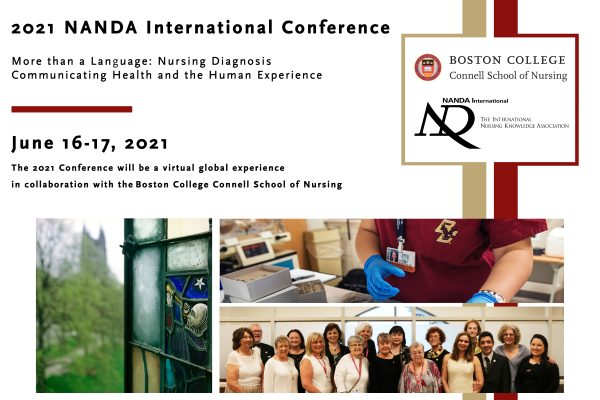 2021 NANDA International Conference
More than a Language: Nursing Diagnosis
Communicating Health and the Human Experience
June 16-17, 2021
The 2021 Conference will be a virtual global experience
in collaboration with the Boston College Connell School of Nursing
BOSTON COLLEGE
Connell School of Nursing
NANDA International
THE INTERNATIONAL
NURSING KNOWLEDGE ASSOCIATION